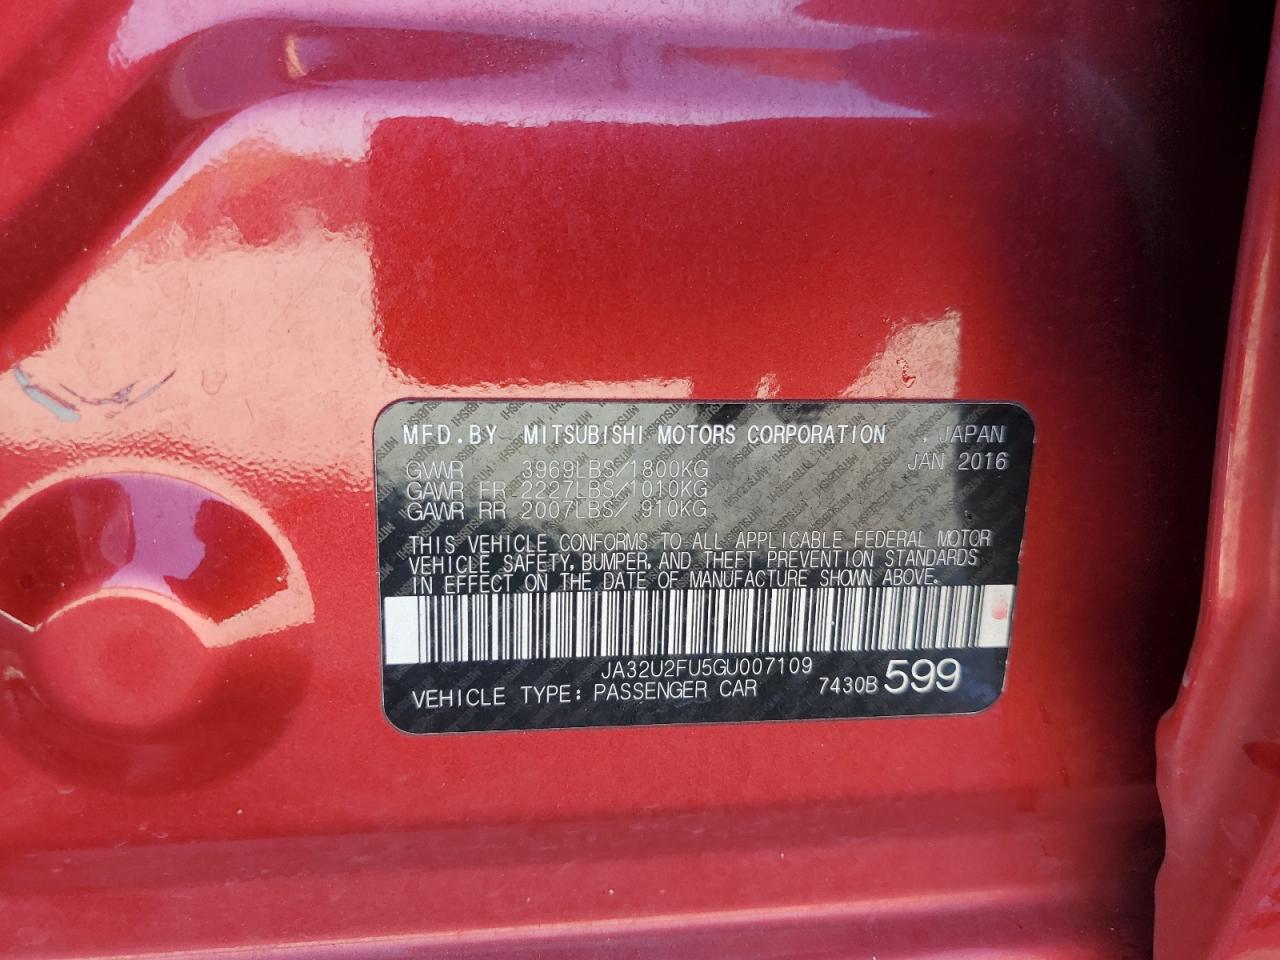 MFD.BY MITSUBISHI MOTORS CORPORATION . JAPAN
GVWR 3969LBS/1800KG JAN 2016
GAWR FR 2227LBS/1010KG
GAWR RR 2007LBS/ 910KG
THIS VEHICLE CONFORMS TO ALL APPLICABLE FEDERAL MOTOR
VEHICLE SAFETY, BUMPER, AND THEFT PREVENTION STANDARDS
IN EFFECT ON THE DATE OF MANUFACTURE SHOWN ABOVE.
JA32U2FU5GU007109
VEHICLE TYPE: PASSENGER CAR 7430B 599